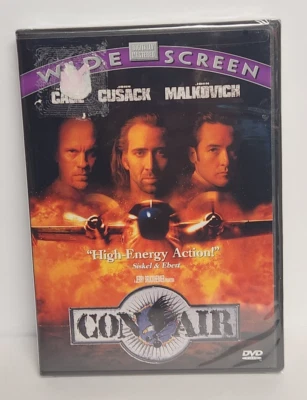 WIDE SCREEN
CAGE CUSACK MALKOVICH
"High-Energy Action!"
Siskel & Ebert
CON AIR
DVD